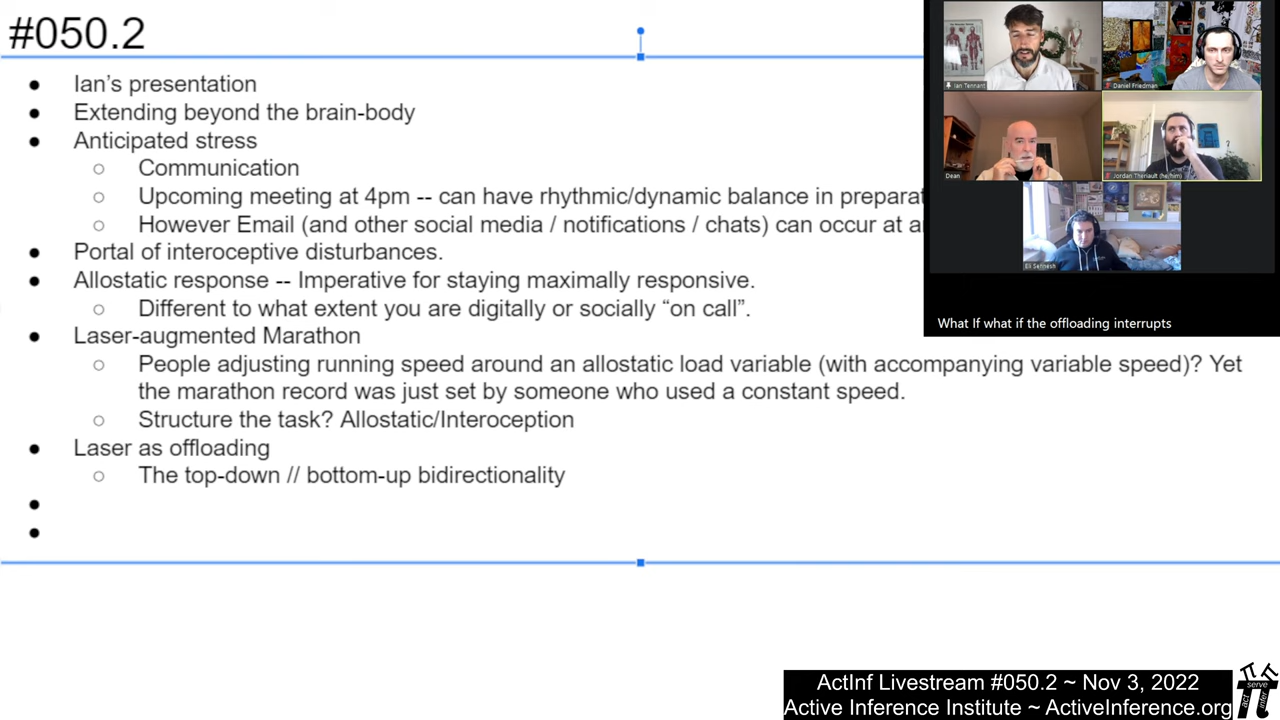 #050.2
Ian's presentation
Extending beyond the brain-body
Anticipated stress
Communication
Upcoming meeting at 4pm -- can have rhythmic/dynamic balance in
However Email (and other social media / notifications / chats) can occur at
Portal of interoceptive disturbances.
Allostatic response -- Imperative for staying maximally responsive.
Different to what extent you are digitally or socially “on call”.
Laser-augmented Marathon
People adjusting running speed around an allostatic load variable (with accompanying variable speed)? Yet
the marathon record was just set by someone who used a constant speed.
Structure the task? Allostatic/Interoception
Laser as offloading
The top-down // bottom-up bidirectionality
Ian Tennant
Daniel Friedman
Dean
Jordan Theriault (he/him)
Eli Sennesh
What If what if the offloading interrupts
ActInf Livestream #050.2 ~ Nov 3, 2022
Active Inference Institute ~ ActiveInference.org
serve